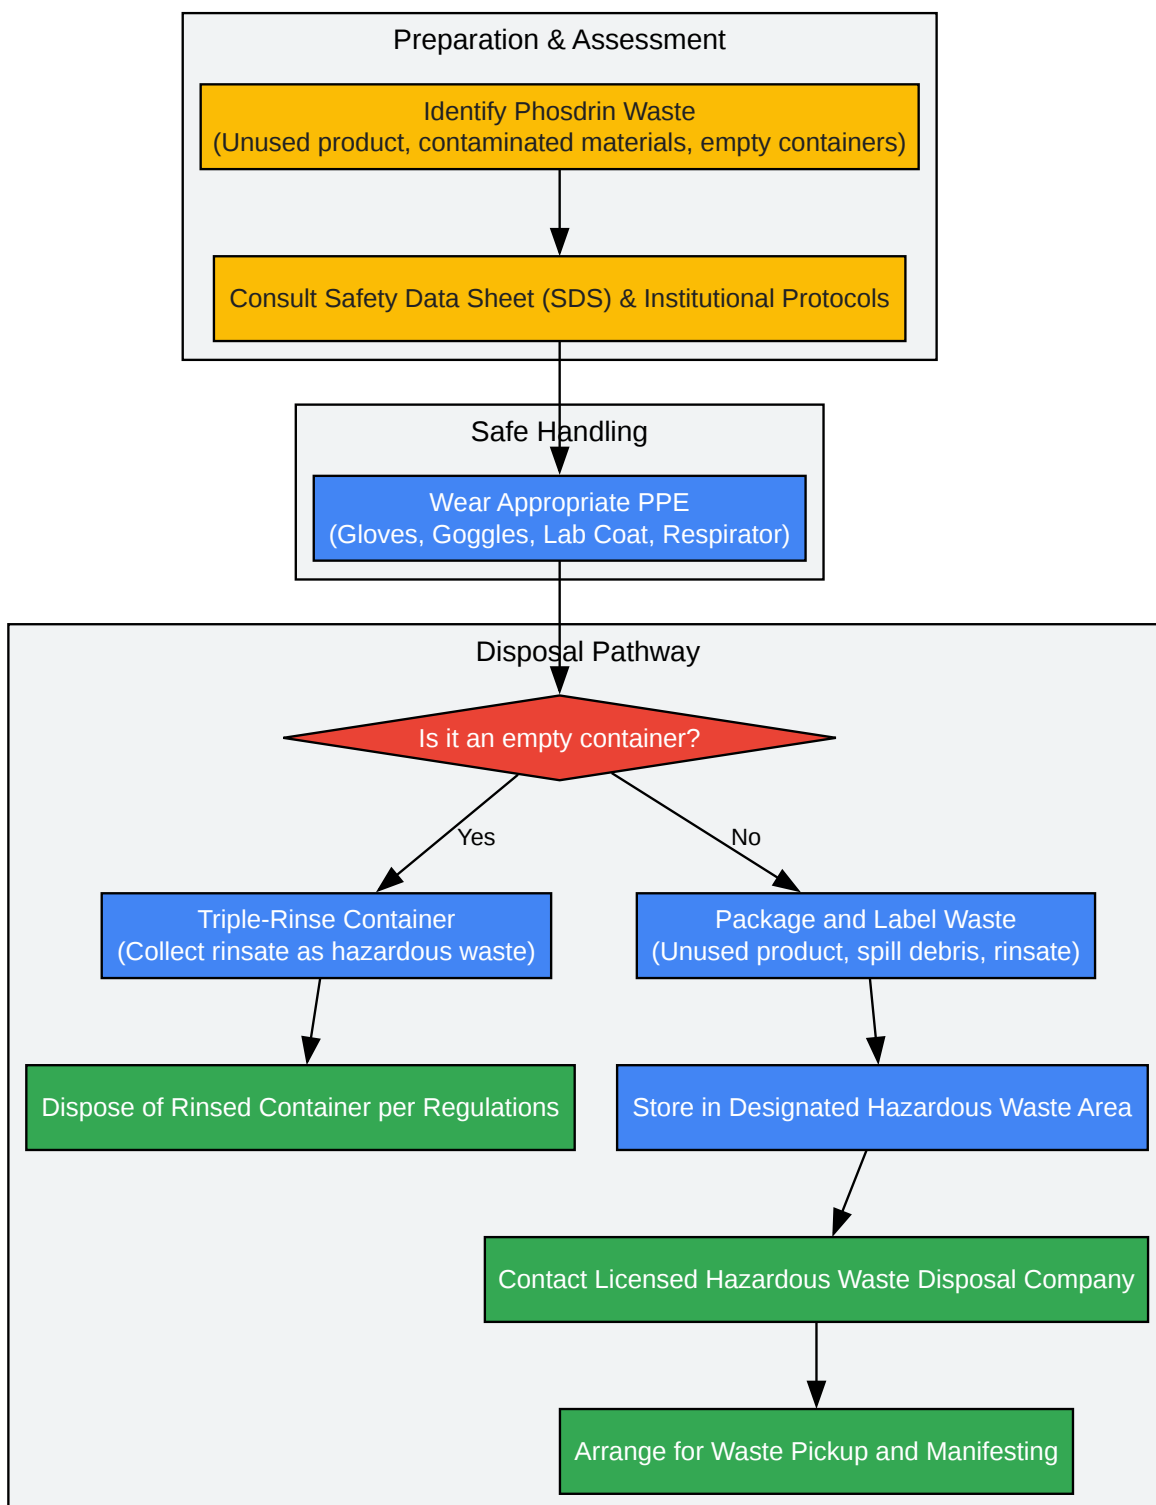 Preparation & Assessment
Identify Phosdrin Waste
(Unused product, contaminated materials, empty containers)
Consult Safety Data Sheet (SDS) & Institutional Protocols
Safe Handling
Wear Appropriate PPE
(Gloves, Goggles, Lab Coat, Respirator)
Disposal Pathway
Is it an empty container?
Yes
No
Triple-Rinse Container
(Collect rinsate as hazardous waste)
Package and Label Waste
(Unused product, spill debris, rinsate)
Dispose of Rinsed Container per Regulations
Store in Designated Hazardous Waste Area
Contact Licensed Hazardous Waste Disposal Company
Arrange for Waste Pickup and Manifesting